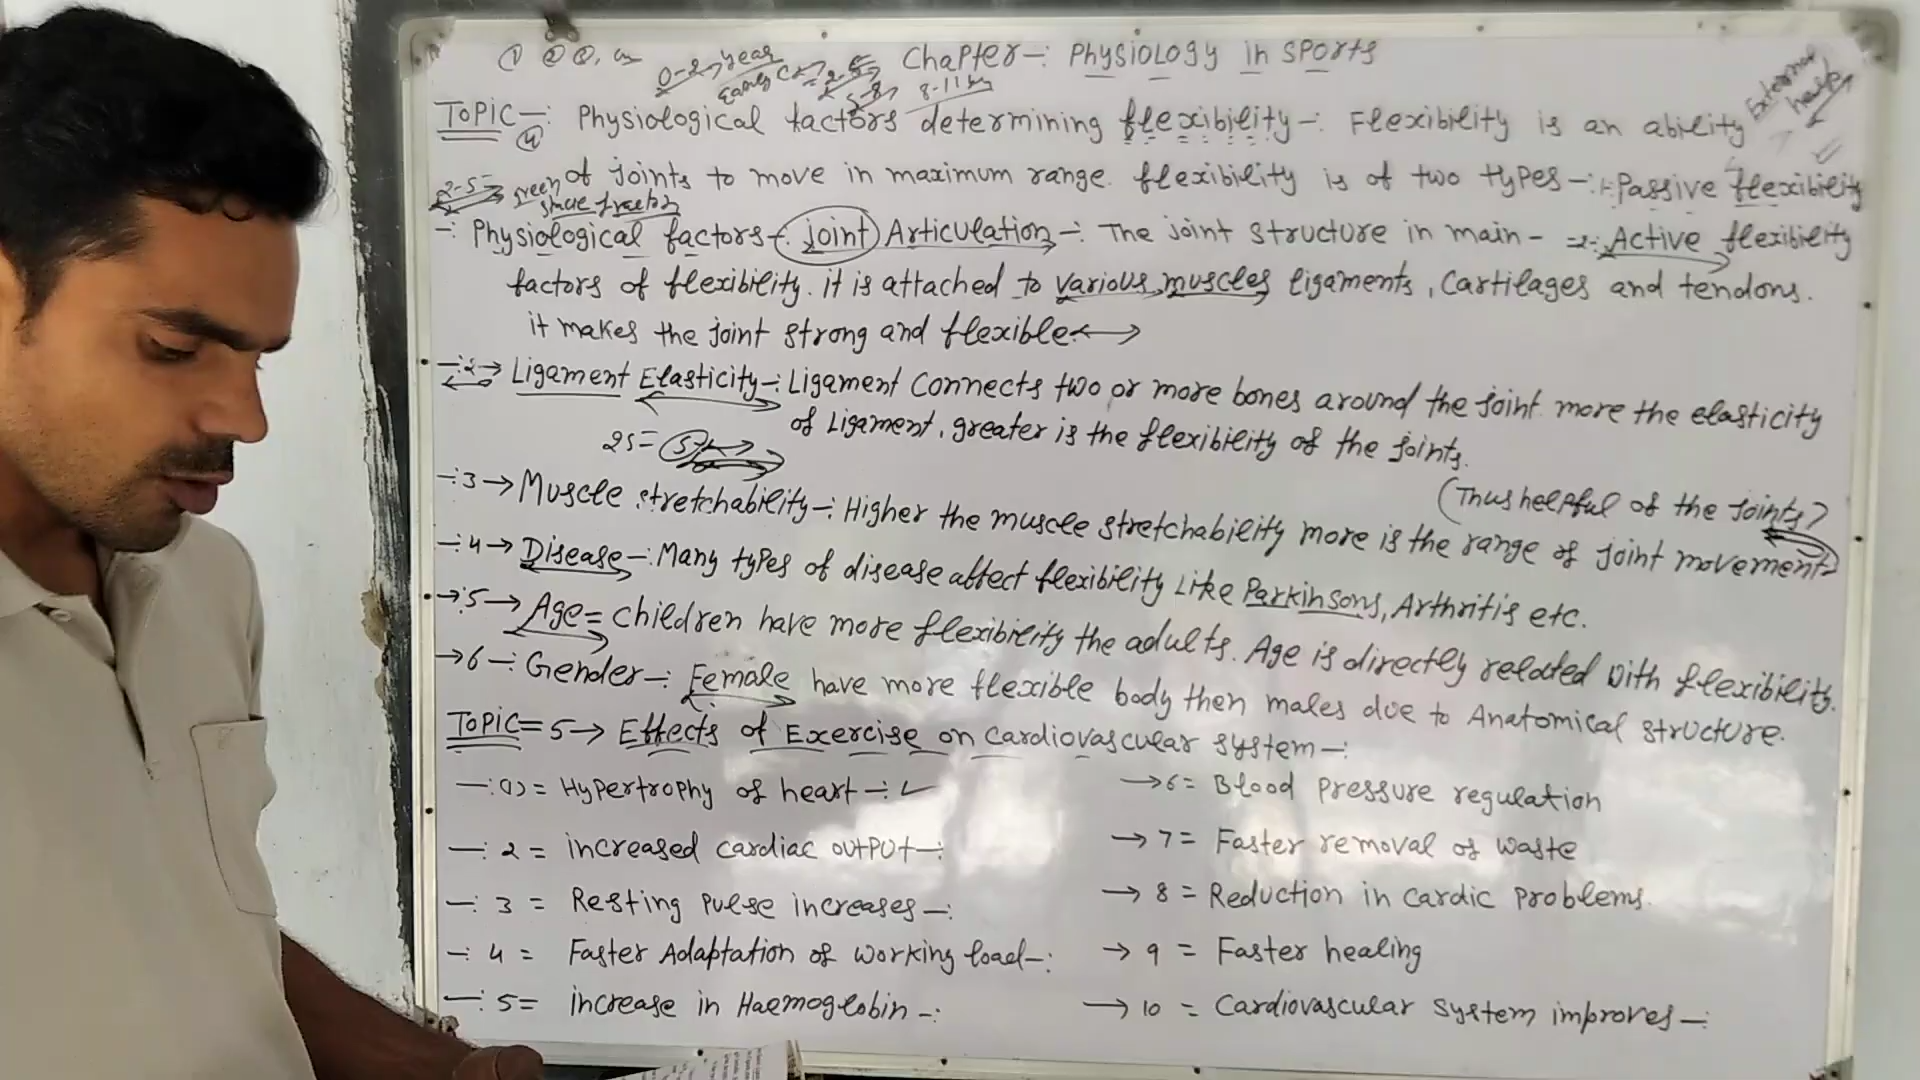 Chapter-: Physiology in sports
0-2 → year
2-5
5-8
8-11
External
Topic-: Physiological factors determining flexibility-: Flexibility is an ability
4
of joints to move in maximum range. flexibility is of two types-: 1-: Passive flexibility
2-5 =
green
-: Physiological factors-: joint Articulation-: The joint structure in main- 2-: Active flexibility
factors of flexibility. it is attached to various muscles ligaments, Cartilages and tendons.
it makes the joint strong and flexible.
-:2→ Ligament Elasticity-: Ligament Connects two or more bones around the joint more the elasticity
of Ligament, greater is the flexibility of the joints.
25=5
-:3→ Muscle stretchability-: Higher the muscle stretchability more is the range of joint movement
(Thus helpful of the joints)
-:4→ Disease-: Many types of disease affect flexibility Like Parkinsons, Arthritis etc.
→:5→ Age= children have more flexibility the adults. Age is directly related with flexibility.
→6-: Gender-: Female have more flexible body then males due to Anatomical structure.
Topic=5→ Effects of Exercise on cardiovascular system-:
-:1)= Hypertrophy of heart-:
-:2= increased cardiac output-:
-:3= Resting pulse increases-:
-:4= Faster Adaptation of working load-:
-:5= increase in Haemoglobin-:
→6= Blood pressure regulation
→7= Faster removal of waste
→8= Reduction in cardic problems.
→9= Faster healing
→10= Cardiovascular system improves-: